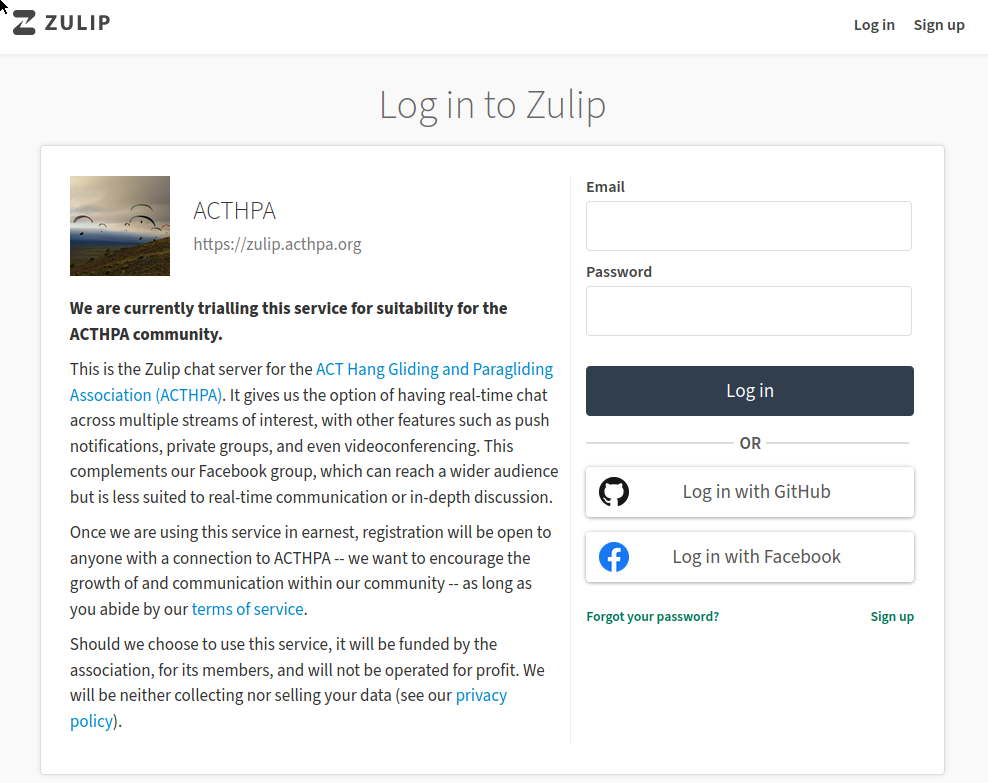 ZULIP
Log in Sign up
Log in to Zulip
ACTHPA
https://zulip.acthpa.org
We are currently trialling this service for suitability for the
ACTHPA community.
This is the Zulip chat server for the ACT Hang Gliding and Paragliding
Association (ACTHPA). It gives us the option of having real-time chat
across multiple streams of interest, with other features such as push
notifications, private groups, and even videoconferencing. This
complements our Facebook group, which can reach a wider audience
but is less suited to real-time communication or in-depth discussion.
Once we are using this service in earnest, registration will be open to
anyone with a connection to ACTHPA -- we want to encourage the
growth of and communication within our community -- as long as
you abide by our terms of service.
Should we choose to use this service, it will be funded by the
association, for its members, and will not be operated for profit. We
will be neither collecting nor selling your data (see our privacy
policy).
Email
Password
Log in
OR
Log in with GitHub
Log in with Facebook
Forgot your password? Sign up